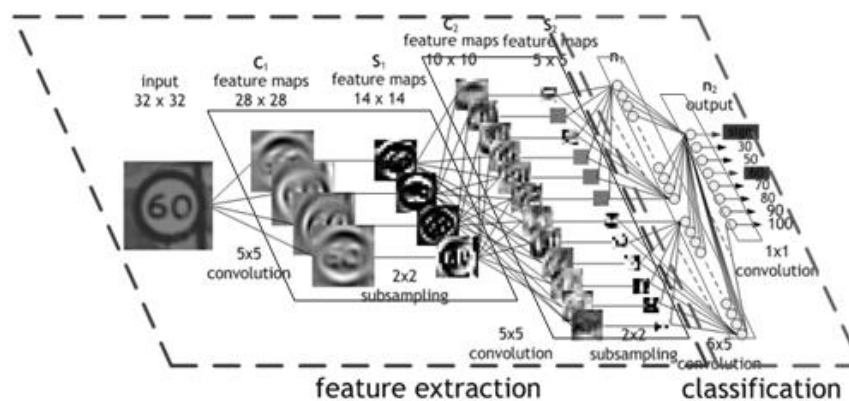 C₁
feature maps
28 x 28
S₁
feature maps
14 x 14
C₂
feature maps
10 x 10
S₂
feature maps
5 x 5
n₁
n₂
output
input
32 x 32
60
5x5
convolution
2x2
subsampling
5x5
convolution
2x2
subsampling
sign
30
50
60
70
80
90
100
1x1
convolution
convolution
feature extraction
classification